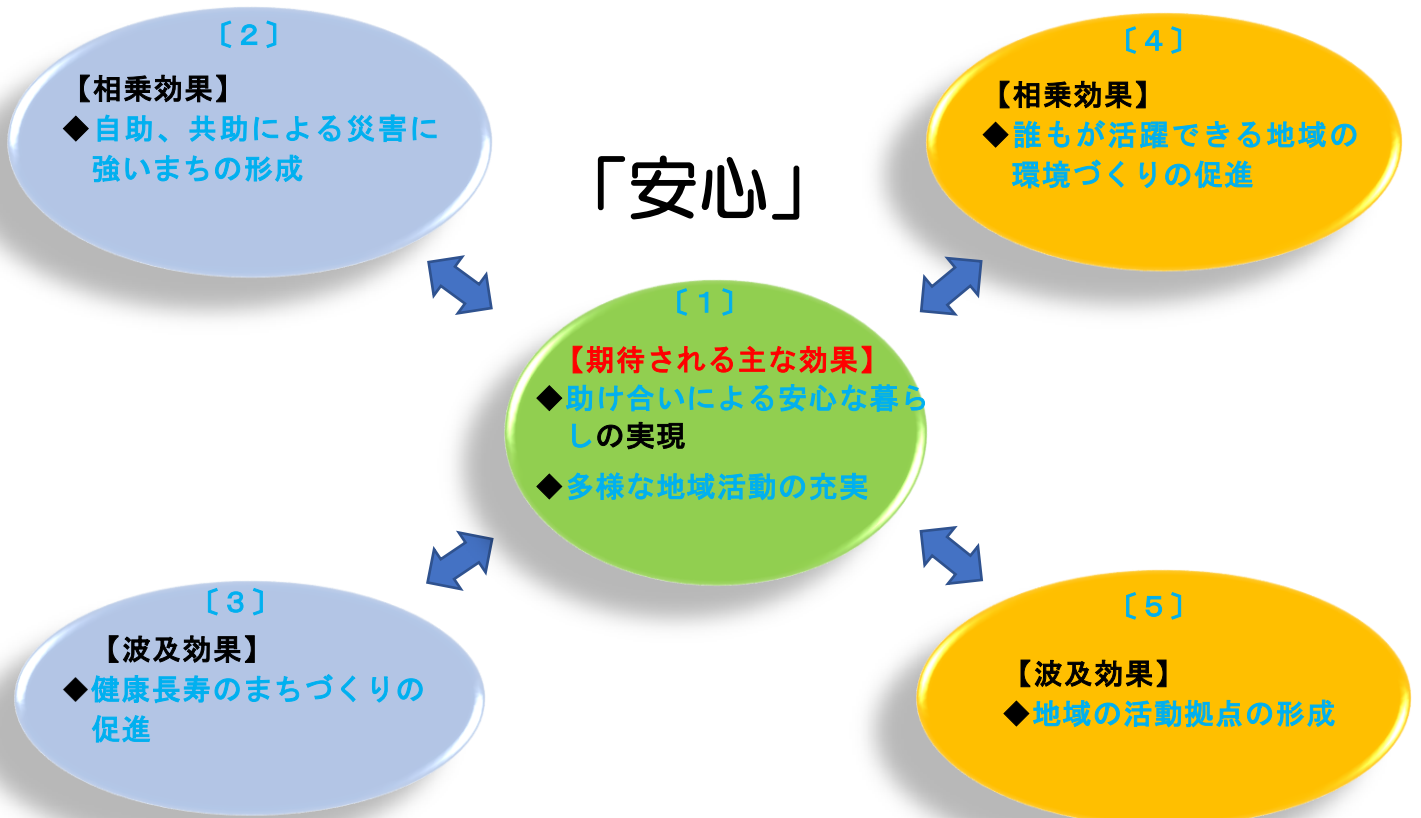 〔２〕
【相乗効果】
◆自助、共助による災害に
強いまちの形成
〔４〕
【相乗効果】
◆誰もが活躍できる地域の
環境づくりの促進
「安心」
〔１〕
【期待される主な効果】
◆助け合いによる安心な暮ら
しの実現
◆多様な地域活動の充実
〔３〕
【波及効果】
◆健康長寿のまちづくりの
促進
〔５〕
【波及効果】
◆地域の活動拠点の形成